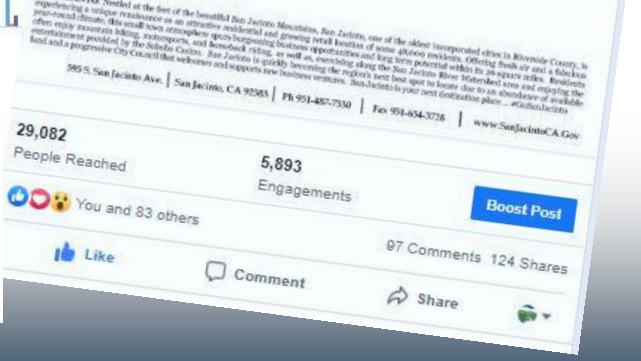 Nestled at the feet of the beautiful San Jacinto Mountains, San Jacinto, one of the oldest incorporated cities in Riverside County, is
experiencing a unique renaissance as an attractive residential and growing retail location of some 48,000 residents. Offering fresh air and a fabulous
year-round climate, this small town atmosphere spurs burgeoning business opportunities and long term potential within its 26 square miles. Residents
often enjoy mountain biking, motorsports, and horseback riding, as well as, exercising along the San Jacinto River Watershed area and enjoying the
entertainment provided by the Soboba Casino. San Jacinto is quickly becoming the region's next best spot to locate due to an abundance of available
land and a progressive City Council that welcomes and supports new business ventures. San Jacinto is your next destination place... #GoSanJacinto
595 S. San Jacinto Ave. | San Jacinto, CA 92583 | Ph 951-487-7330 | Fax 951-654-3728 | www.SanJacintoCA.Gov
29,082
People Reached
5,893
Engagements
Boost Post
You and 83 others
97 Comments 124 Shares
Like
Comment
Share